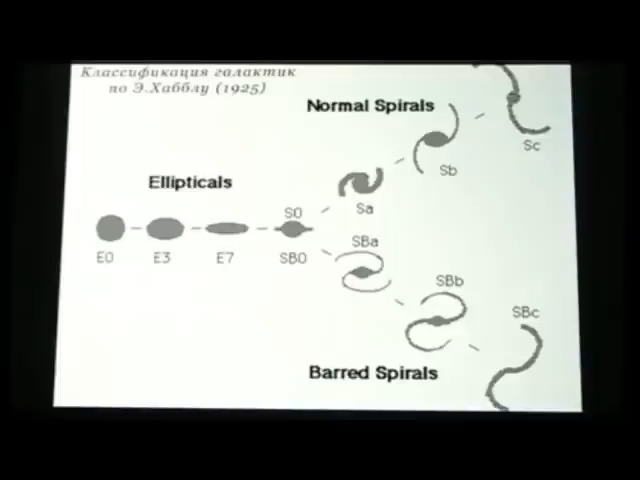 Классификация галактик
по Э.Хабблу (1925)
Normal Spirals
Sc
Sb
Ellipticals
S0
Sa
E0
E3
E7
SB0
SBa
SBb
SBc
Barred Spirals